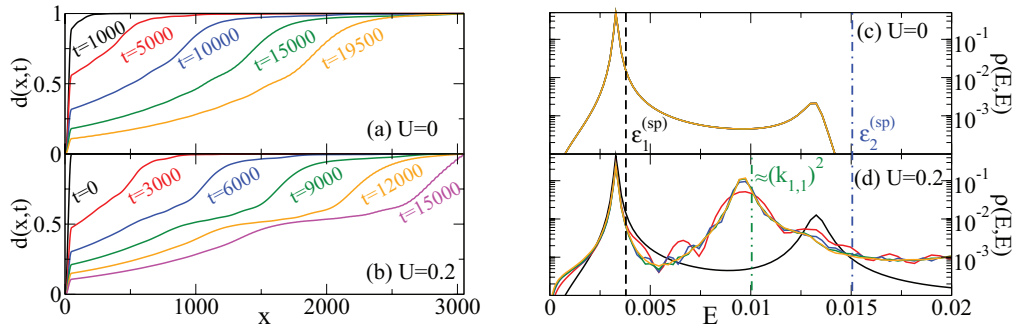 1
t=1000
t=5000
t=10000
t=15000
t=19500
d(x,t)
0.5
(a) U=0
0
1
t=0
t=3000
t=6000
t=9000
t=12000
t=15000
d(x,t)
0.5
(b) U=0.2
0
0 1000 2000 3000
x
(c) U=0
10⁻¹
10⁻²
10⁻³
ρ(E,E)
ε₁⁽ˢᵖ⁾
ε₂⁽ˢᵖ⁾
(d) U=0.2
≈(k₁,₁)²
10⁻¹
10⁻²
10⁻³
ρ(E,E)
0 0.005 0.01 0.015 0.02
E